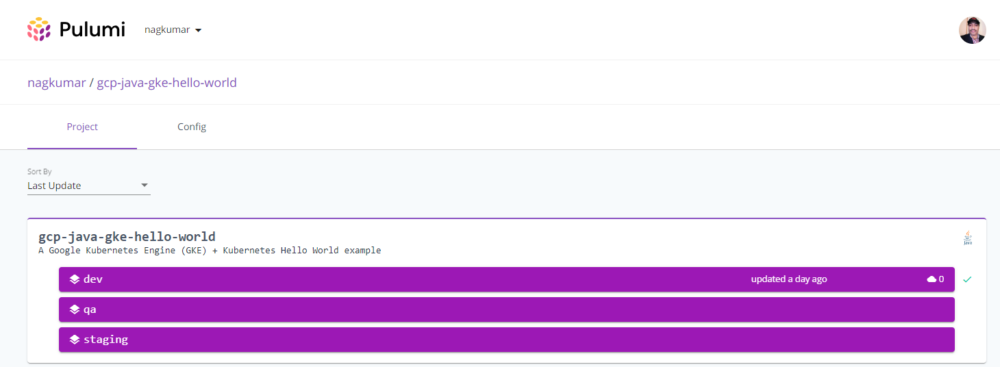 Pulumi nagkumar
nagkumar / gcp-java-gke-hello-world
Project Config
Sort By
Last Update
gcp-java-gke-hello-world
Java
A Google Kubernetes Engine (GKE) + Kubernetes Hello World example
dev updated a day ago 0
qa
staging